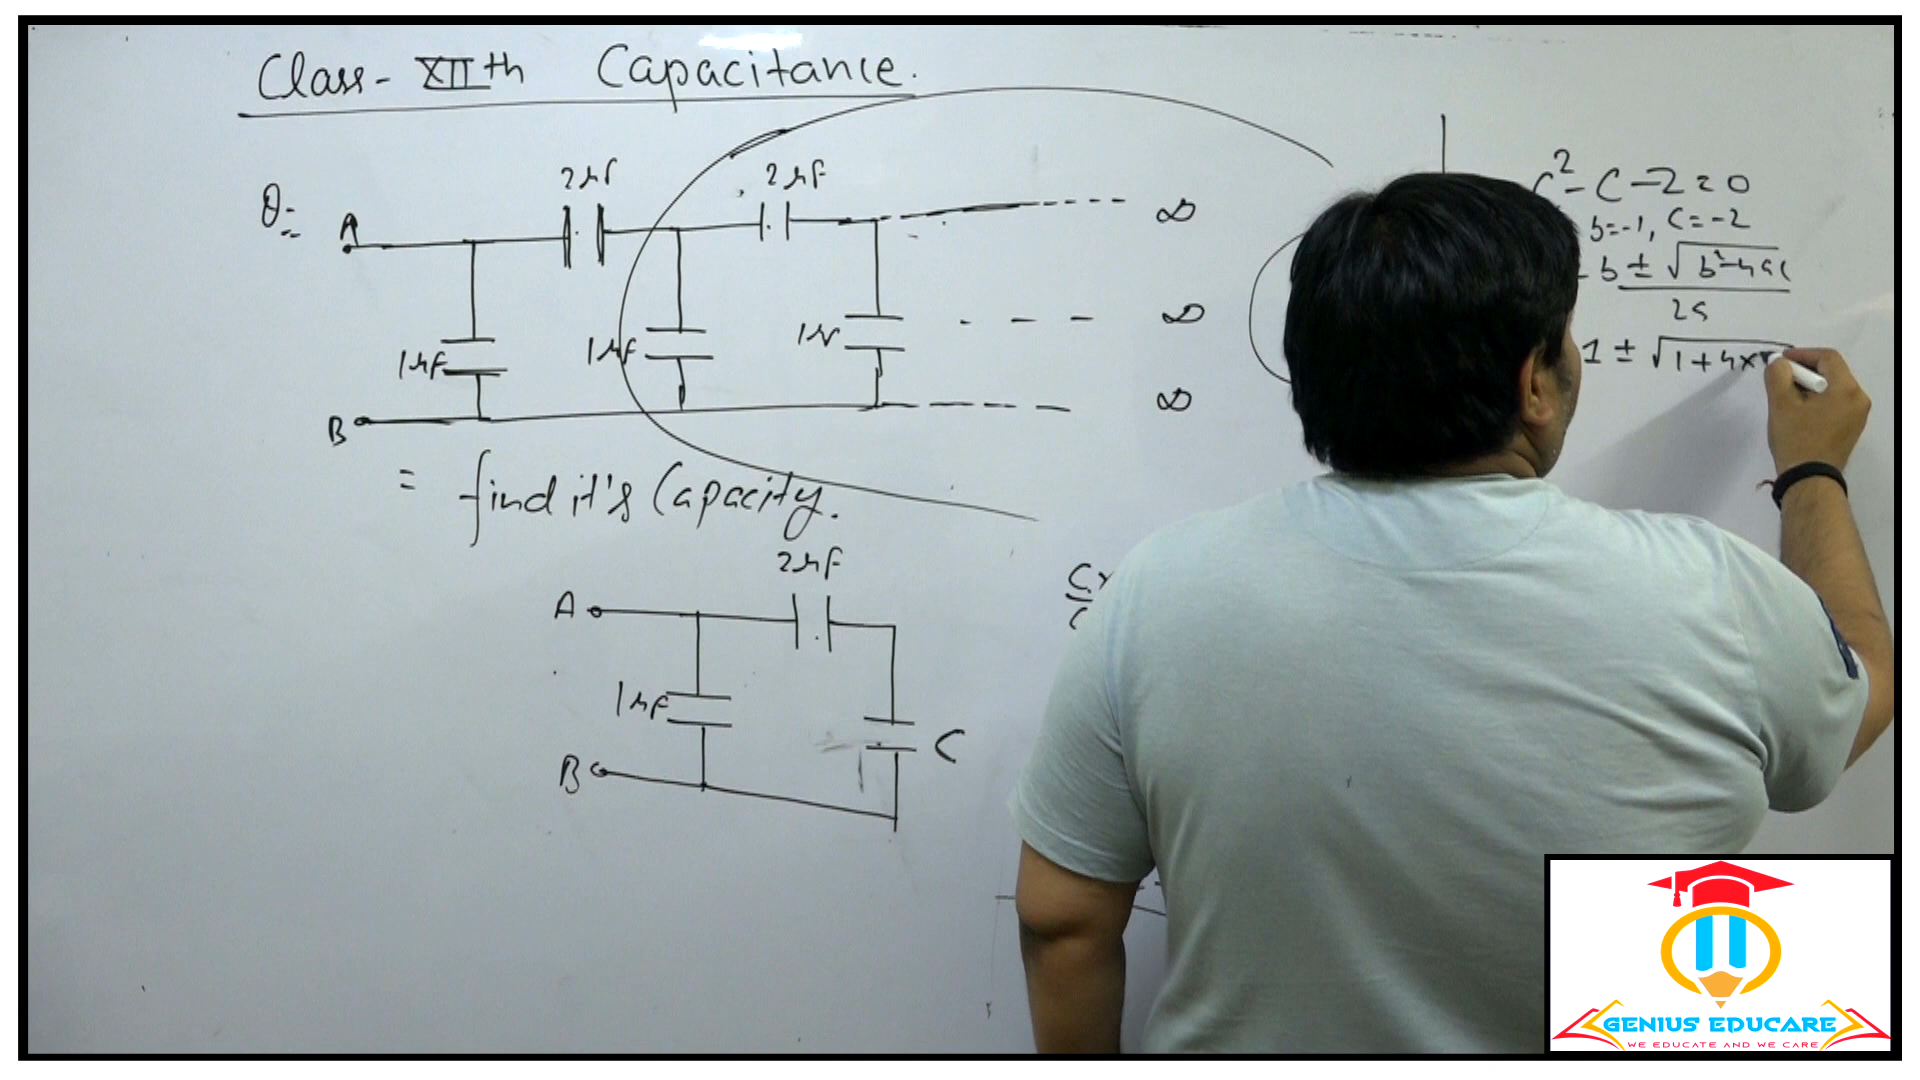 Class - XIIth Capacitance.
Q:-
A
2μF
2μF
∞
1μF
1μF
1μ
∞
B
∞
= find it's Capacity.
A
2μF
1μF
C
B
C²-C-2=0
b=-1, C=-2
b ± √b²-4ac
2a
1 ± √1+4×
GENIUS EDUCARE
WE EDUCATE AND WE CARE